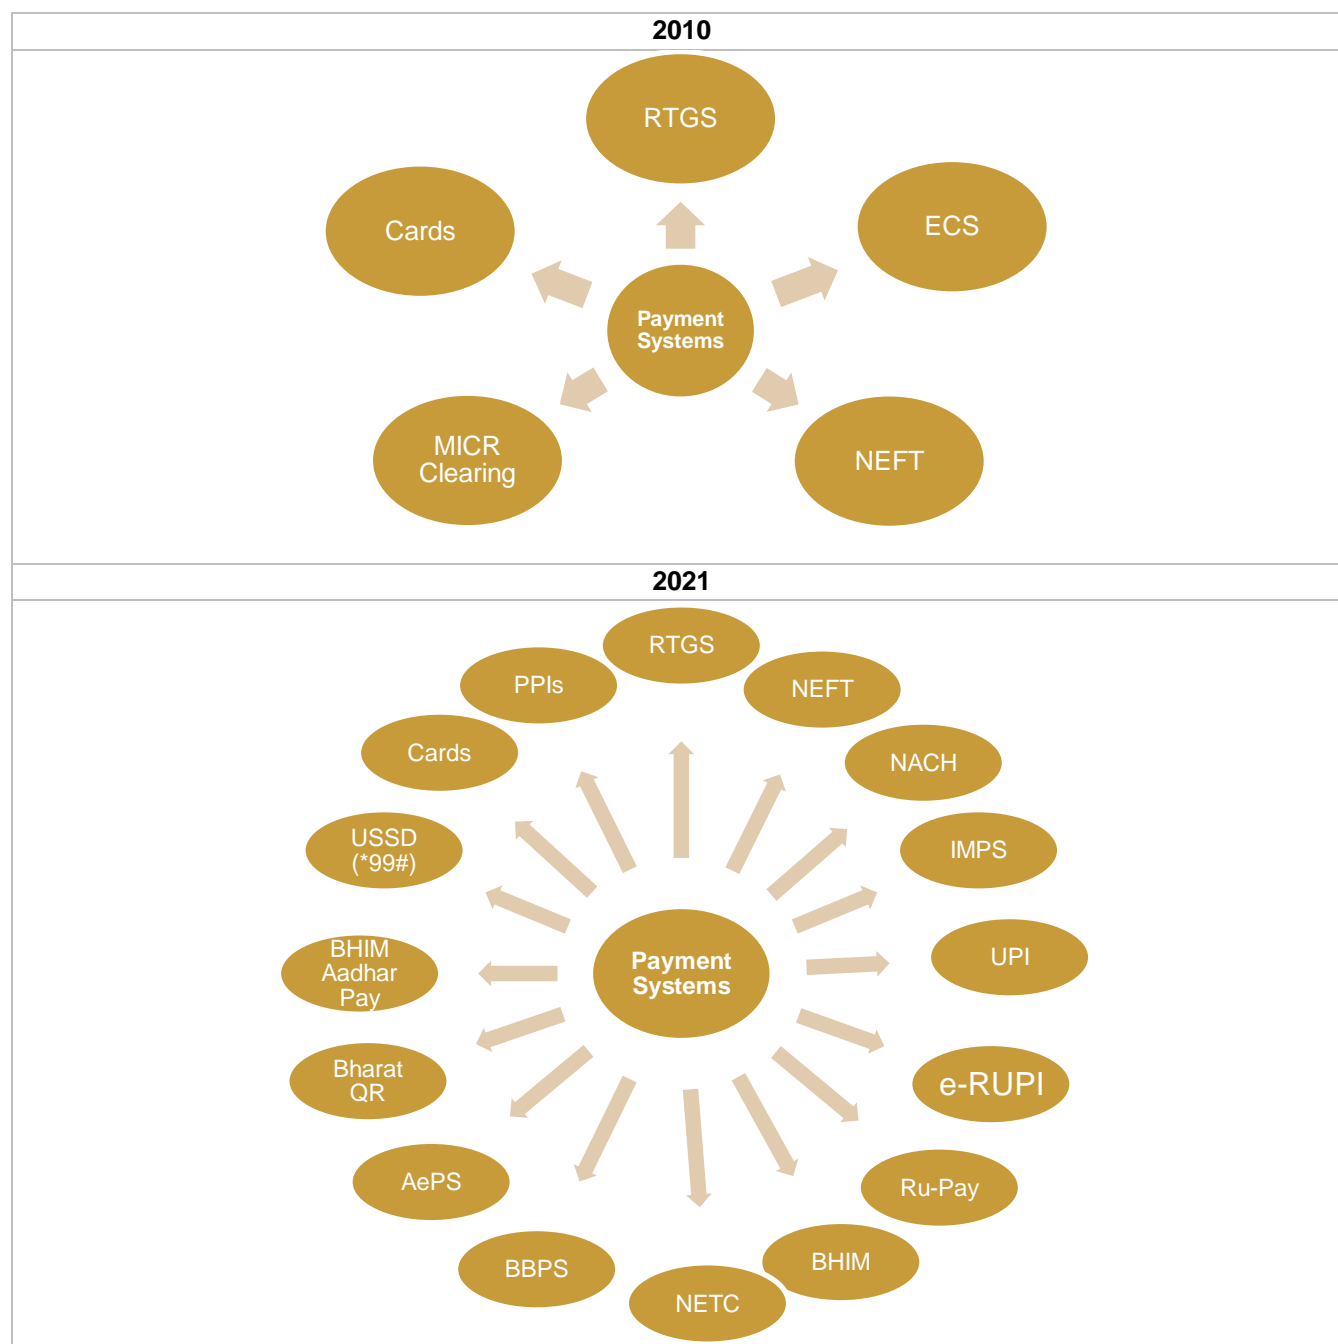 2010
RTGS
Cards
ECS
Payment
Systems
MICR
Clearing
NEFT
2021
RTGS
PPIs
NEFT
Cards
NACH
USSD
(*99#)
IMPS
BHIM
Aadhar
Pay
Payment
Systems
UPI
Bharat
QR
e-RUPI
AePS
Ru-Pay
BBPS
BHIM
NETC